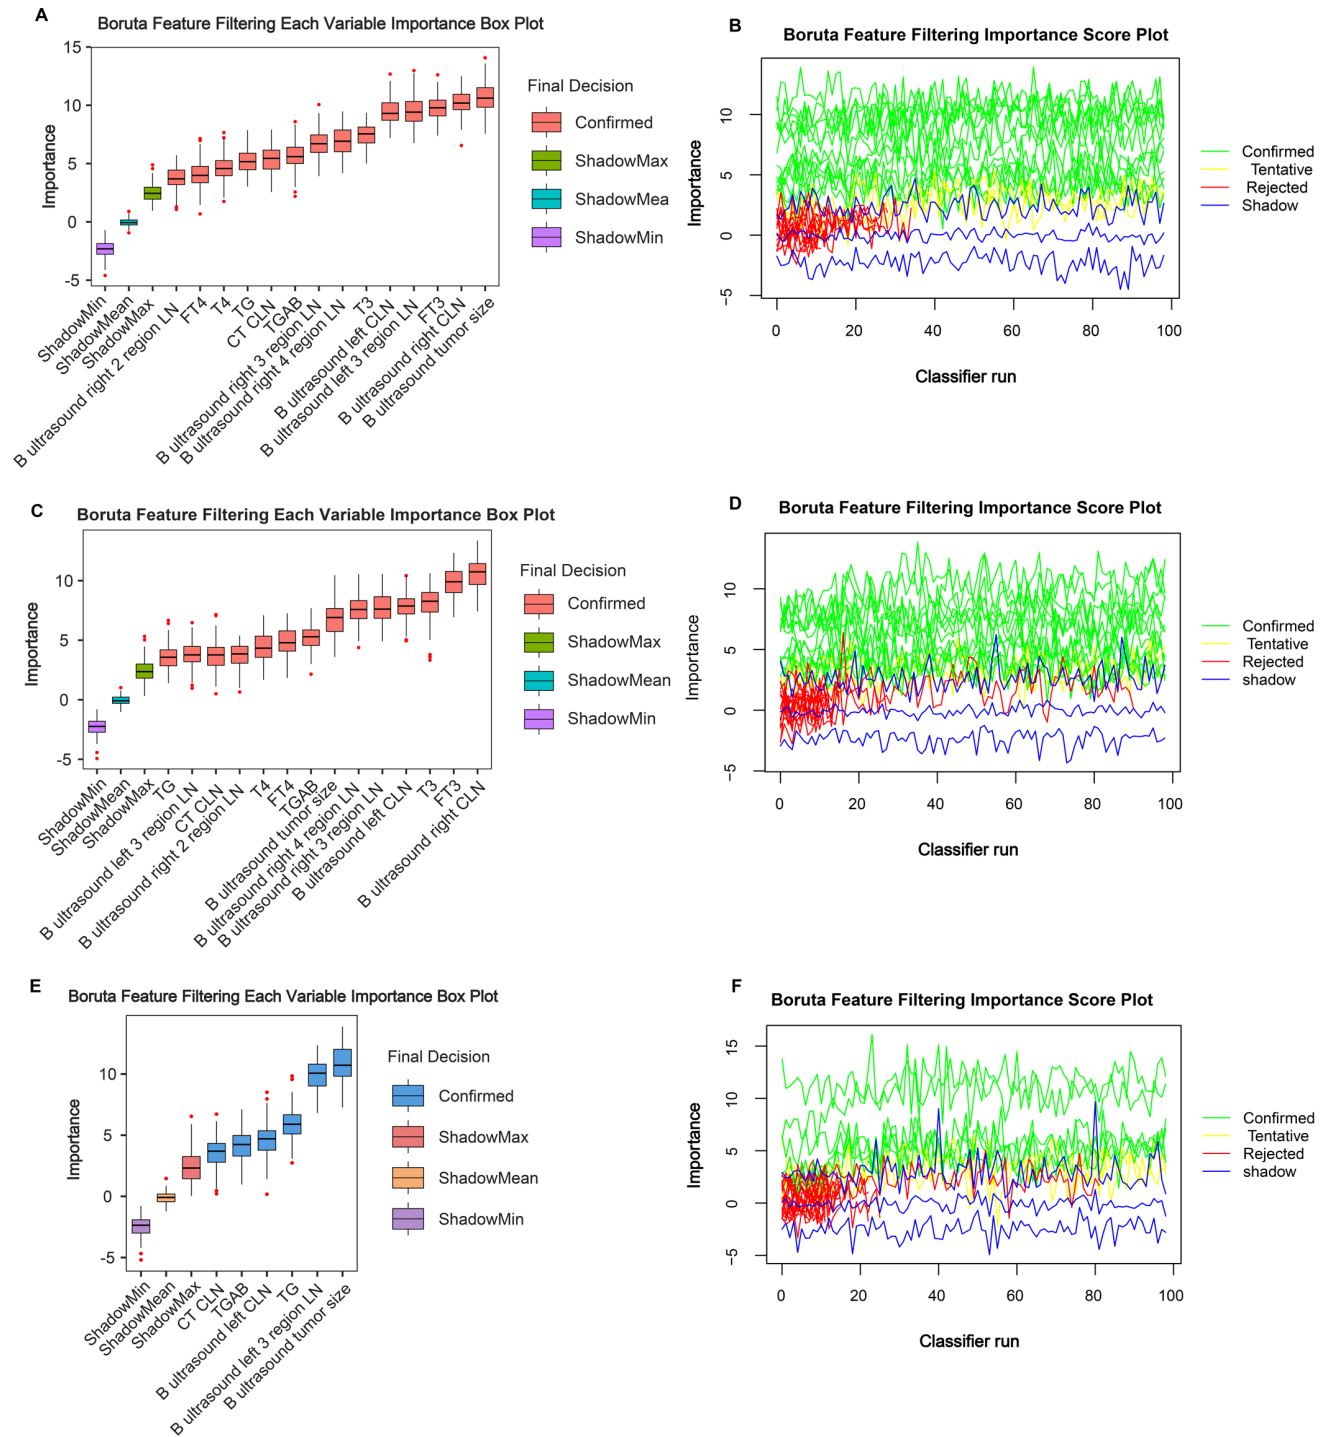 A
Boruta Feature Filtering Each Variable Importance Box Plot
Importance
15
10
5
0
-5
ShadowMin
ShadowMean
ShadowMax
B ultrasound right 2 region LN
FT4
T4
TG
CT CLN
TGAB
B ultrasound right 3 region LN
B ultrasound right 4 region LN
T3
B ultrasound left CLN
B ultrasound left 3 region LN
FT3
B ultrasound right CLN
B ultrasound tumor size
Final Decision
Confirmed
ShadowMax
ShadowMea
ShadowMin
B
Boruta Feature Filtering Importance Score Plot
Importance
10
5
0
-5
0
20
40
60
80
100
Classifier run
Confirmed
Tentative
Rejected
Shadow
C
Boruta Feature Filtering Each Variable Importance Box Plot
Importance
10
5
0
-5
ShadowMin
ShadowMean
ShadowMax
TG
B ultrasound left 3 region LN
CT CLN
B ultrasound right 2 region LN
T4
FT4
TGAB
B ultrasound tumor size
B ultrasound right 4 region LN
B ultrasound right 3 region LN
B ultrasound left CLN
T3
FT3
B ultrasound right CLN
Final Decision
Confirmed
ShadowMax
ShadowMean
ShadowMin
D
Boruta Feature Filtering Importance Score Plot
Importance
10
5
0
-5
0
20
40
60
80
100
Classifier run
Confirmed
Tentative
Rejected
shadow
E
Boruta Feature Filtering Each Variable Importance Box Plot
Importance
10
5
0
-5
ShadowMin
ShadowMean
ShadowMax
CT CLN
TGAB
B ultrasound left CLN
TG
B ultrasound left 3 region LN
B ultrasound tumor size
Final Decision
Confirmed
ShadowMax
ShadowMean
ShadowMin
F
Boruta Feature Filtering Importance Score Plot
Importance
15
10
5
0
-5
0
20
40
60
80
100
Classifier run
Confirmed
Tentative
Rejected
shadow